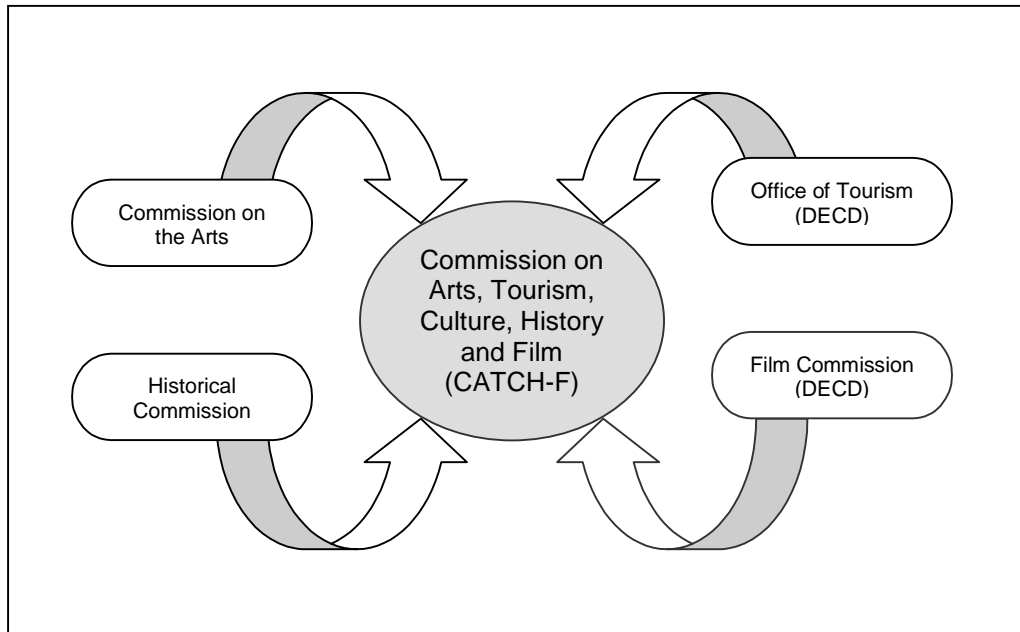 Commission on
the Arts
Office of Tourism
(DECD)
Commission on
Arts, Tourism,
Culture, History
and Film
(CATCH-F)
Historical
Commission
Film Commission
(DECD)